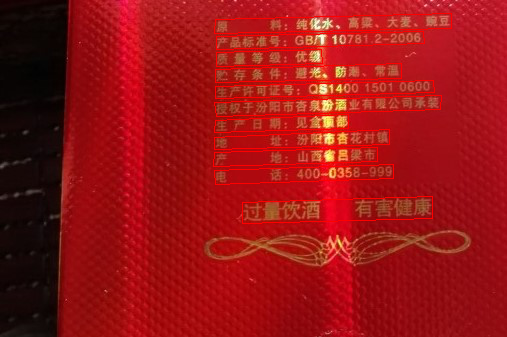 原料：纯化水、高粱、大麦、豌豆
产品标准号：GB/T 10781.2-2006
质量等级：优级
贮存条件：避光、防潮、常温
生产许可证号：QS1400 1501 0600
授权于汾阳市杏泉汾酒业有限公司承装
生产日期：见盒顶部
地址：汾阳市杏花村镇
产地：山西省吕梁市
电话：400-0358-999
过量饮酒 有害健康